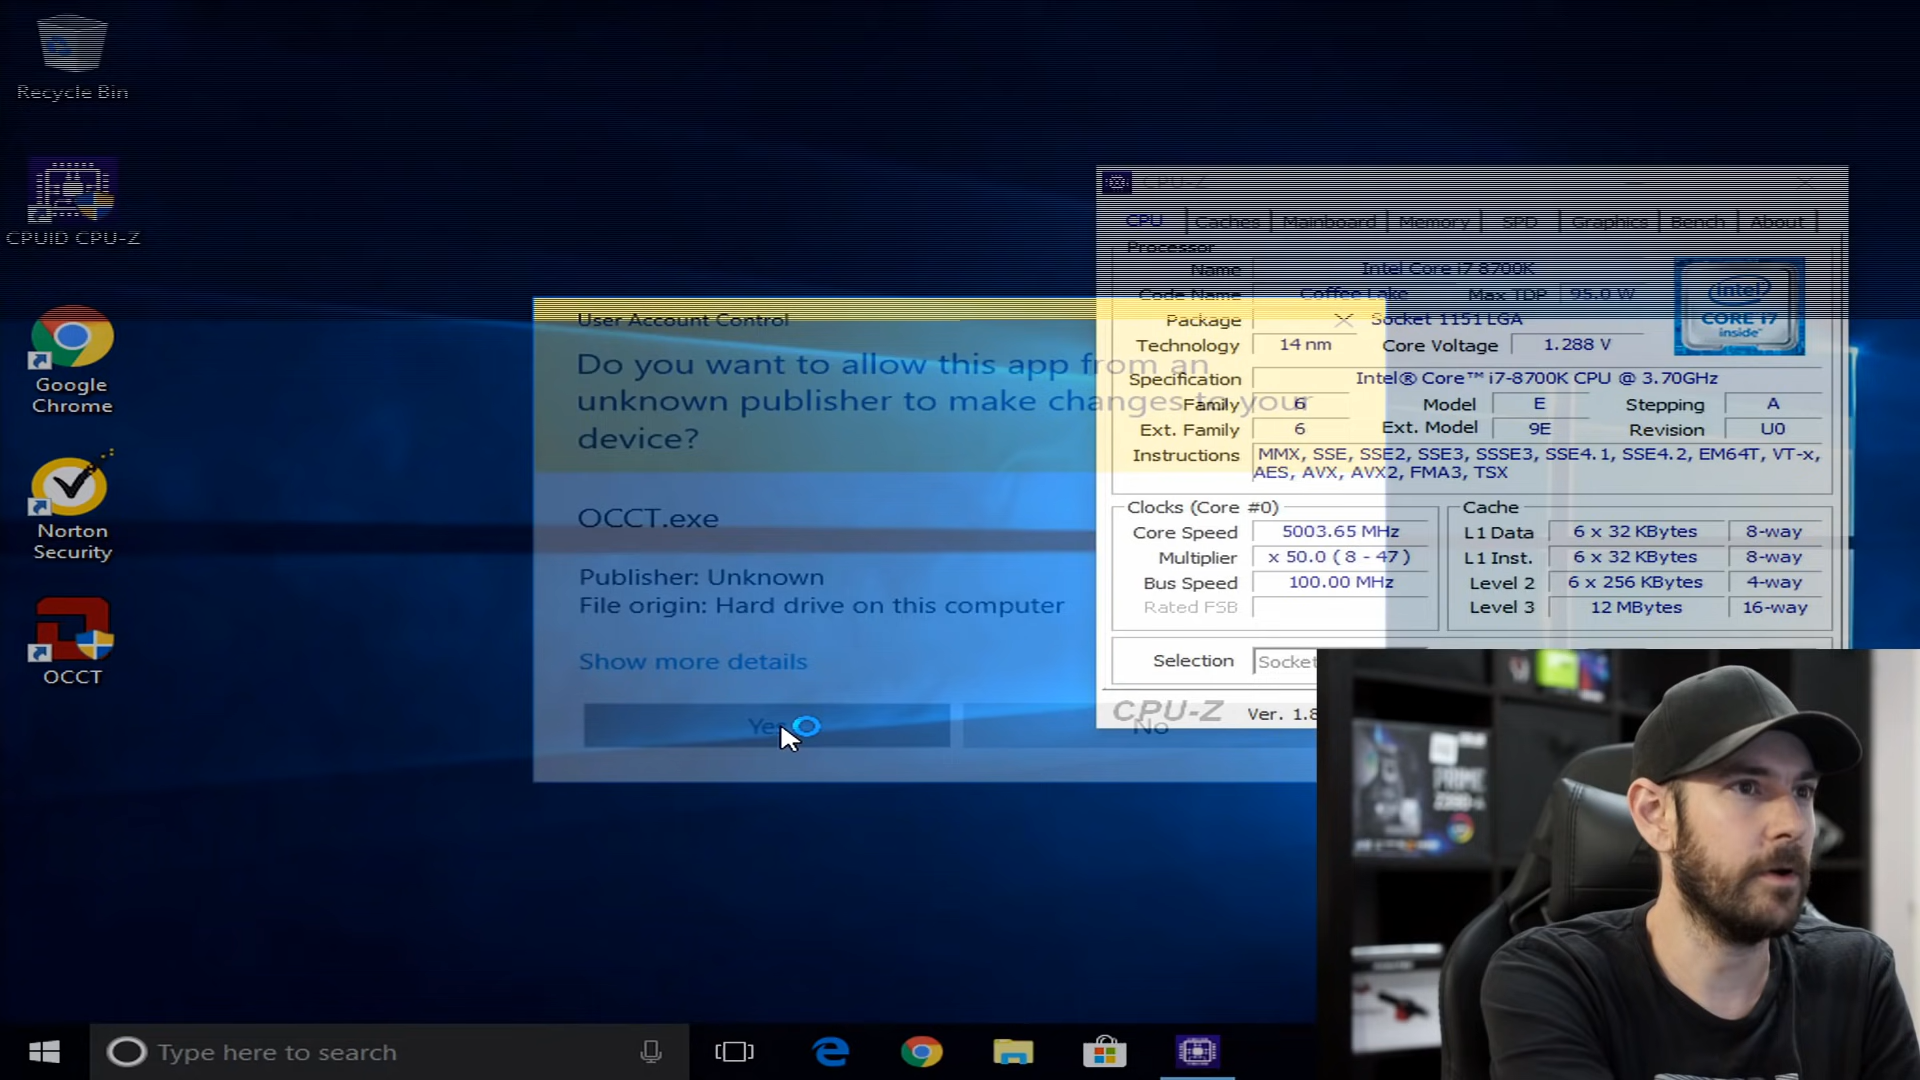 Recycle Bin
CPUID CPU-Z
Google
Chrome
Norton
Security
OCCT
User Account Control
Do you want to allow this app from an
unknown publisher to make changes to your
device?
OCCT.exe
Publisher: Unknown
File origin: Hard drive on this computer
Show more details
Yes
No
CPU-Z
CPU Caches Mainboard Memory SPD Graphics Bench About
Processor
Name Intel Core i7 8700K
Code Name Coffee Lake Max TDP 95.0 W
Package Socket 1151 LGA
Technology 14 nm Core Voltage 1.288 V
Specification Intel® Core™ i7-8700K CPU @ 3.70GHz
Family 6 Model E Stepping A
Ext. Family 6 Ext. Model 9E Revision U0
Instructions MMX, SSE, SSE2, SSE3, SSSE3, SSE4.1, SSE4.2, EM64T, VT-x,
AES, AVX, AVX2, FMA3, TSX
intel
CORE i7
inside™
Clocks (Core #0)
Core Speed 5003.65 MHz
Multiplier x 50.0 ( 8 - 47 )
Bus Speed 100.00 MHz
Rated FSB
Cache
L1 Data 6 x 32 KBytes 8-way
L1 Inst. 6 x 32 KBytes 8-way
Level 2 6 x 256 KBytes 4-way
Level 3 12 MBytes 16-way
Selection Socket
CPU-Z Ver. 1.8
PRIME
Type here to search